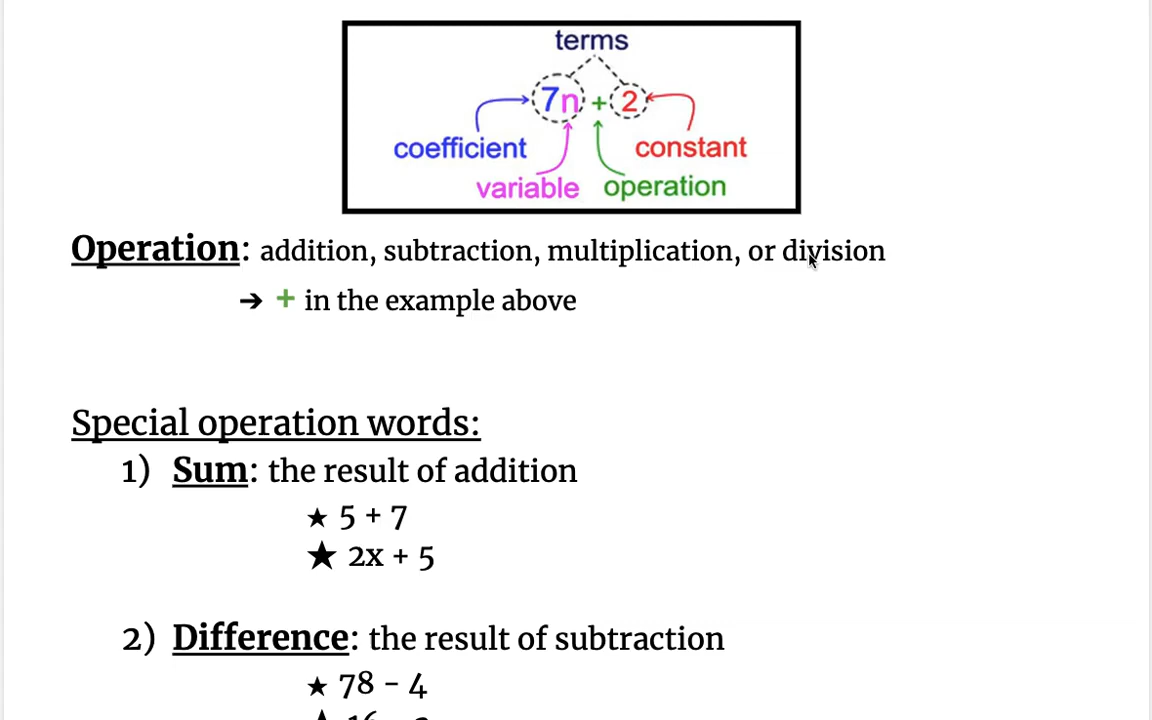 terms
7n + 2
coefficient
constant
variable
operation
Operation: addition, subtraction, multiplication, or division
➔ + in the example above
Special operation words:
1) Sum: the result of addition
★ 5 + 7
★ 2x + 5
2) Difference: the result of subtraction
★ 78 - 4